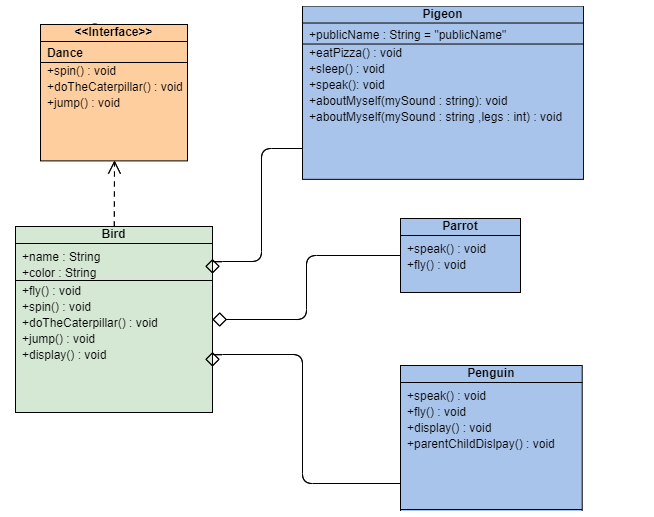 <<Interface>>
Dance
+spin() : void
+doTheCaterpillar() : void
+jump() : void
Pigeon
+publicName : String = "publicName"
+eatPizza() : void
+sleep() : void
+speak(): void
+aboutMyself(mySound : string): void
+aboutMyself(mySound : string ,legs : int) : void
Bird
+name : String
+color : String
+fly() : void
+spin() : void
+doTheCaterpillar() : void
+jump() : void
+display() : void
Parrot
+speak() : void
+fly() : void
Penguin
+speak() : void
+fly() : void
+display() : void
+parentChildDislpay() : void